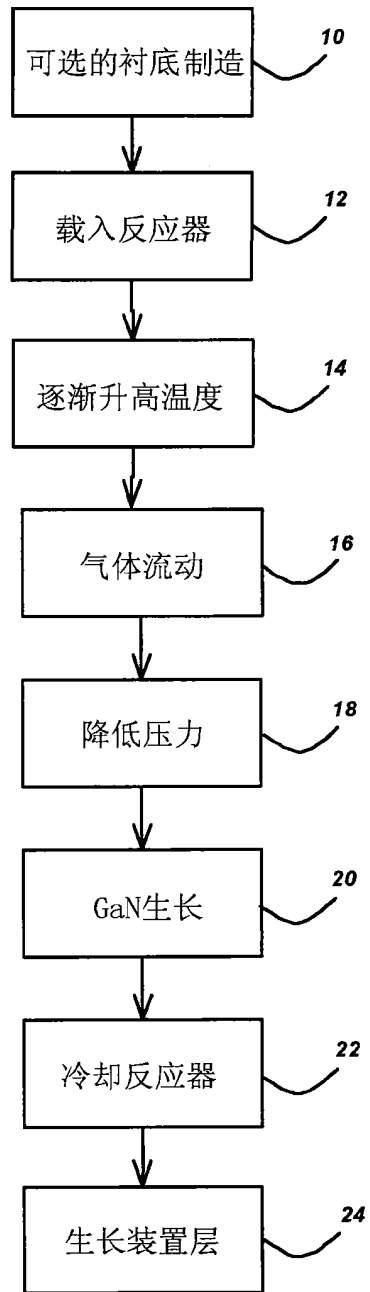 可选的衬底制造
10
载入反应器
12
逐渐升高温度
14
气体流动
16
降低压力
18
GaN生长
20
冷却反应器
22
生长装置层
24